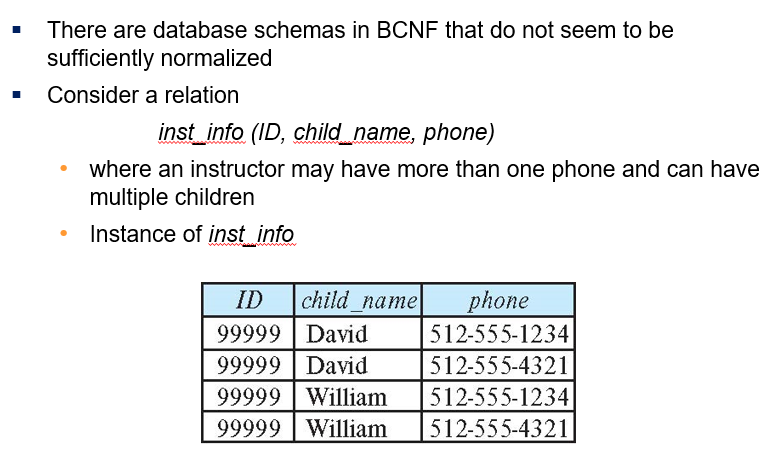 There are database schemas in BCNF that do not seem to be
sufficiently normalized
Consider a relation
inst_info (ID, child_name, phone)
where an instructor may have more than one phone and can have
multiple children
Instance of inst_info
ID child_name phone
99999 David 512-555-1234
99999 David 512-555-4321
99999 William 512-555-1234
99999 William 512-555-4321